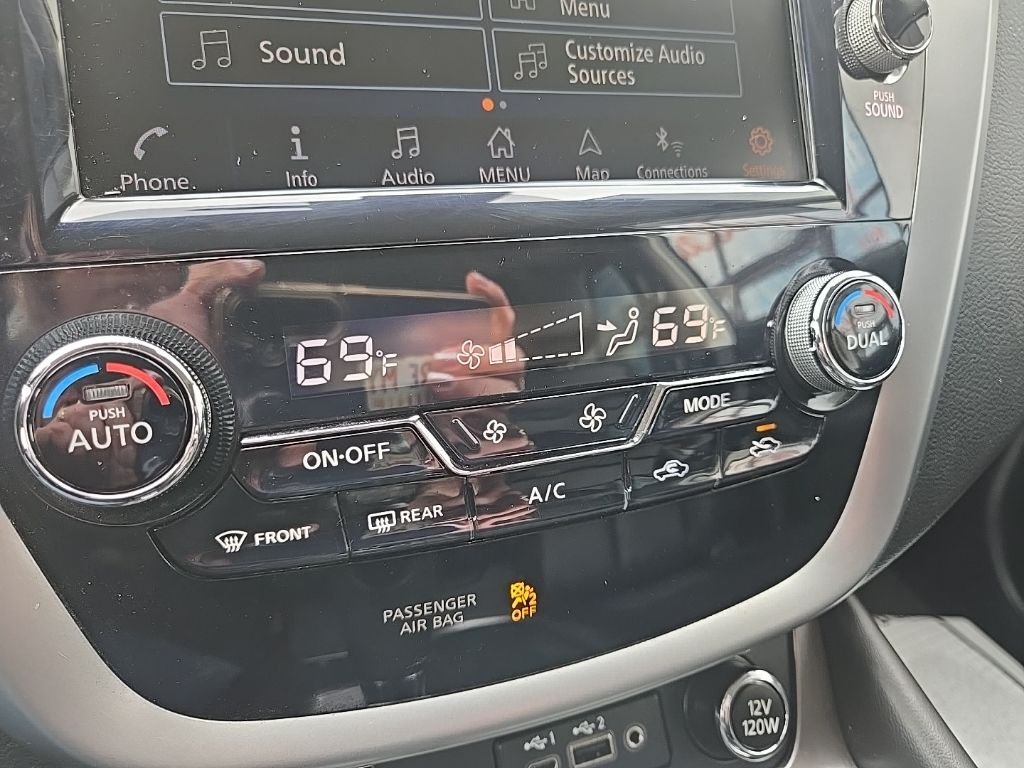 Menu
Sound
Customize Audio
Sources
PUSH
SOUND
Phone
Info
Audio
MENU
Map
Connections
Settings
69°F
69°F
PUSH
AUTO
PUSH
DUAL
ON•OFF
MODE
FRONT
REAR
A/C
PASSENGER
AIR BAG
2
OFF
1
2
12V
120W